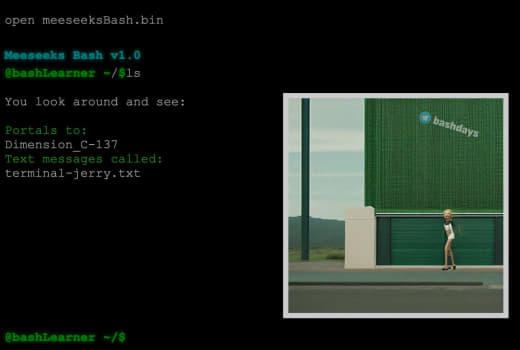 open meeseeksBash.bin
Meeseeks Bash v1.0
@bashLearner ~/$ls
You look around and see:
Portals to:
Dimension_C-137
Text messages called:
terminal-jerry.txt
bashdays
@bashLearner ~/$